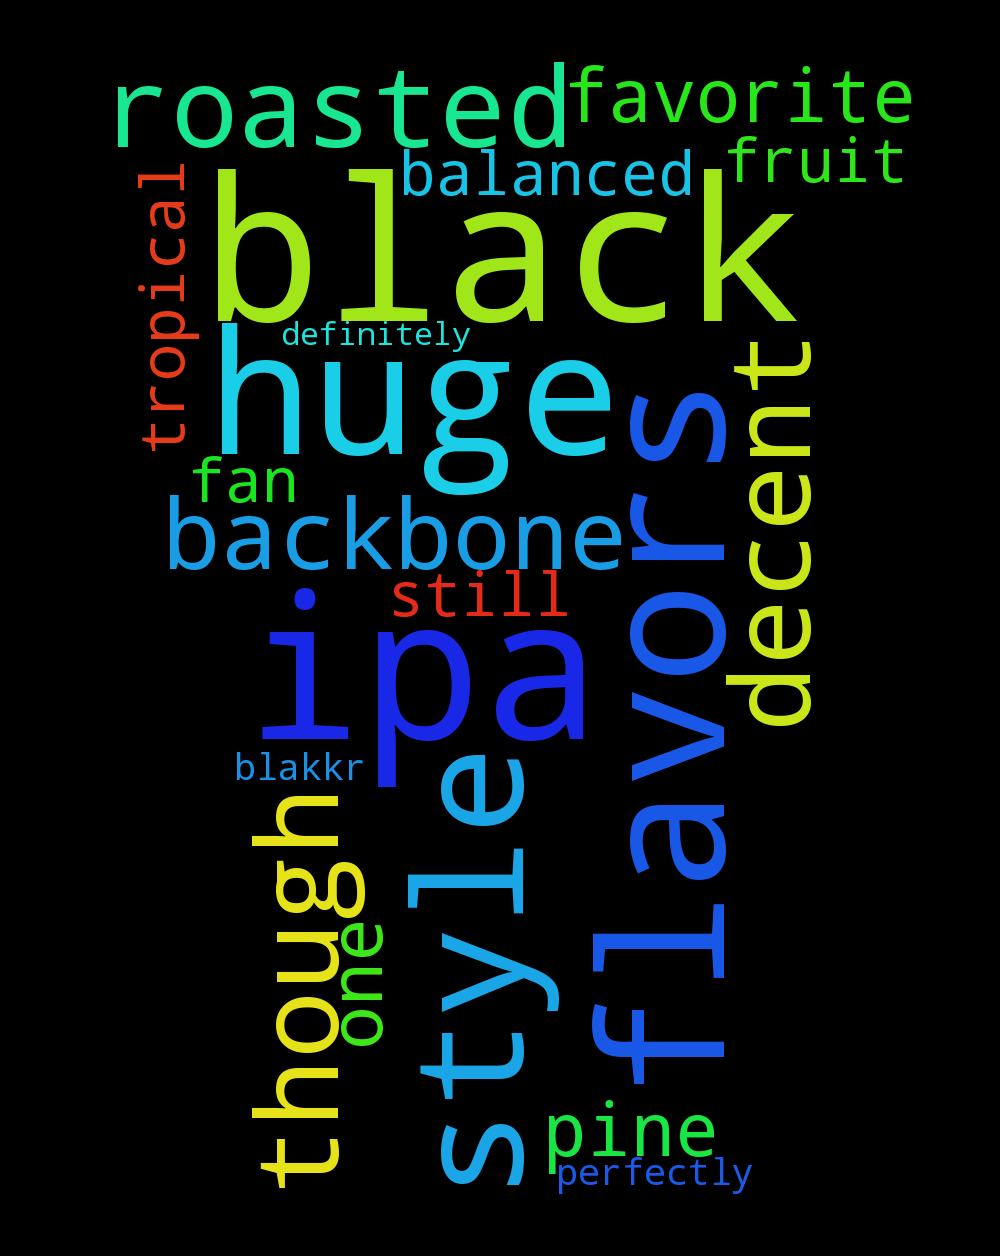 roasted
favorite
balanced
fruit
tropical
black
definitely
huge
decent
flavors
fan
backbone
still
ipa
blakkr
style
though
one
pine
perfectly